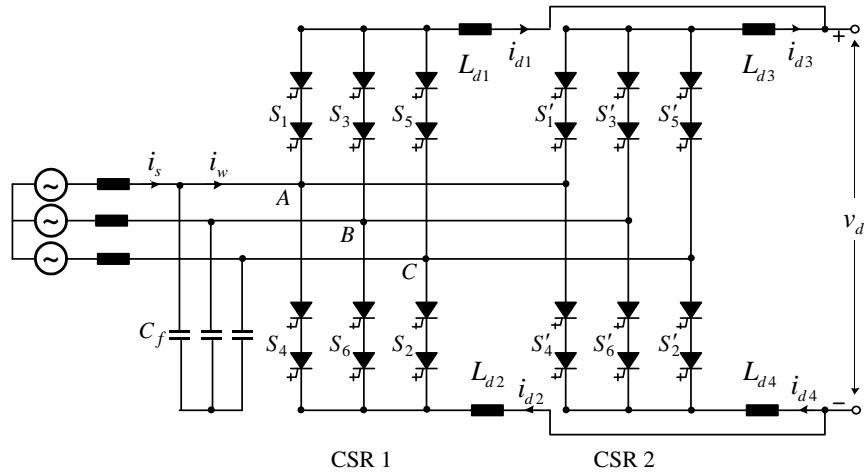 L_{d1} i_{d1} L_{d3} i_{d3} +
S_1 S_3 S_5 S'_1 S'_3 S'_5
i_s i_w
~ A
~ B v_d
~ C
C_f
S_4 S_6 S_2 S'_4 S'_6 S'_2
L_{d2} i_{d2} L_{d4} i_{d4} −
CSR 1 CSR 2